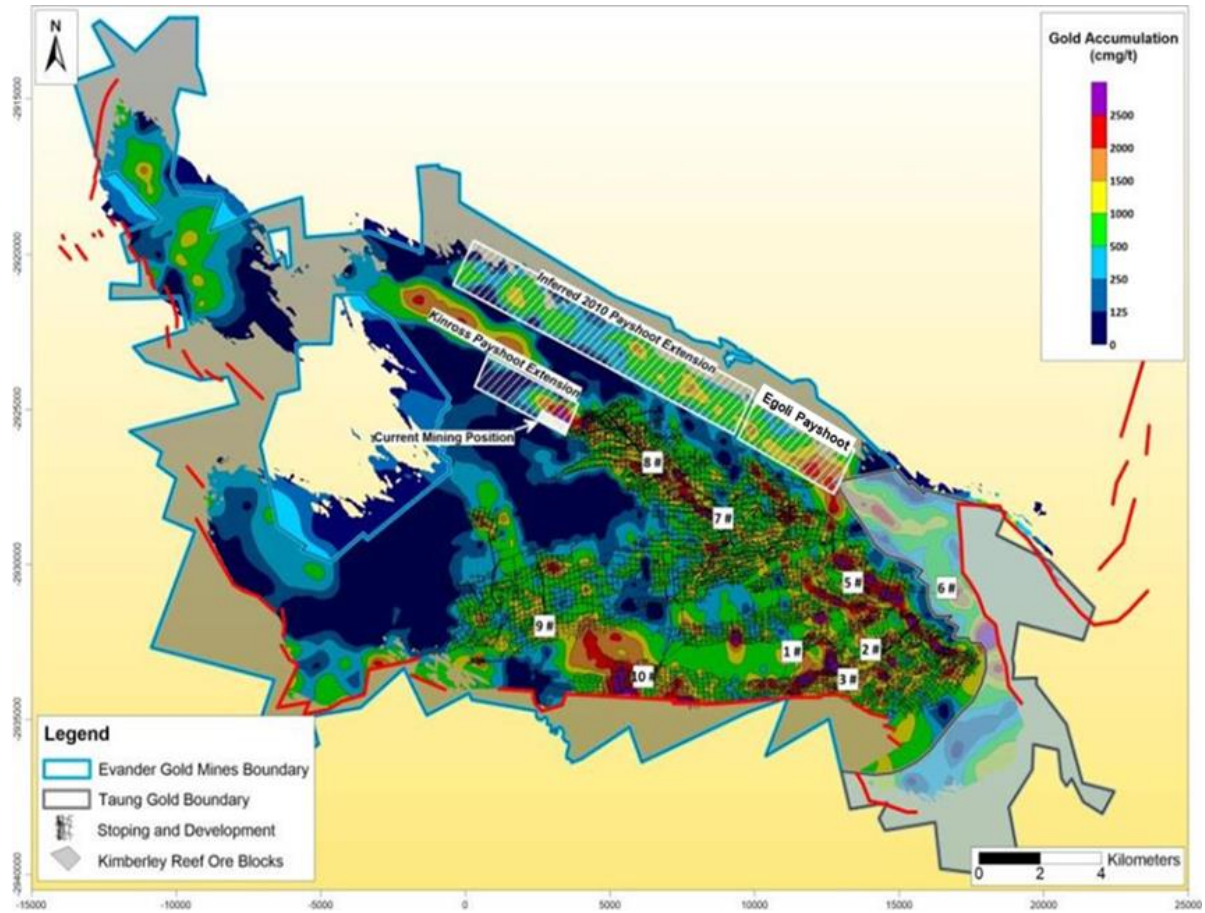 N
Gold Accumulation
(cmg/t)
2500
2000
1500
1000
500
250
125
0
-2915000
-2920000
-2925000
-2930000
-2935000
-2940000
Inferred 2010 Payshoot Extension
Kinross Payshoot Extension
Egoli Payshoot
Current Mining Position
8 #
7 #
5 #
6 #
9 #
1 #
2 #
10 #
3 #
Legend
Evander Gold Mines Boundary
Taung Gold Boundary
Stoping and Development
Kimberley Reef Ore Blocks
Kilometers
0 2 4
-15000 -10000 -5000 0 5000 10000 15000 20000 25000